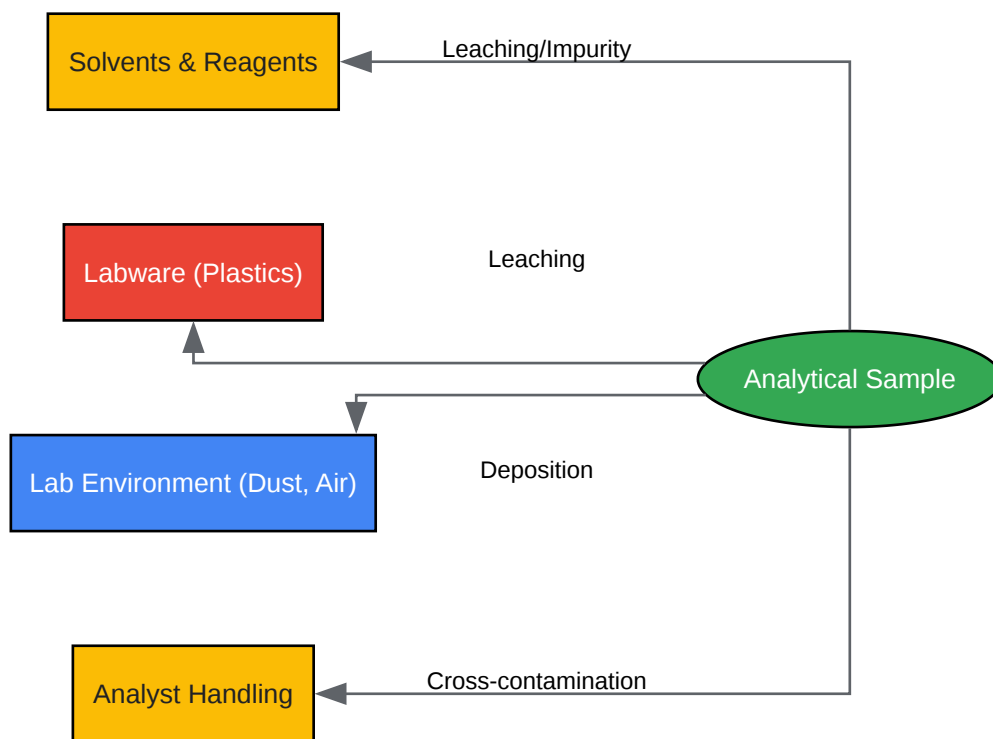 Leaching/Impurity
Solvents & Reagents
Leaching
Labware (Plastics)
Analytical Sample
Deposition
Lab Environment (Dust, Air)
Cross-contamination
Analyst Handling